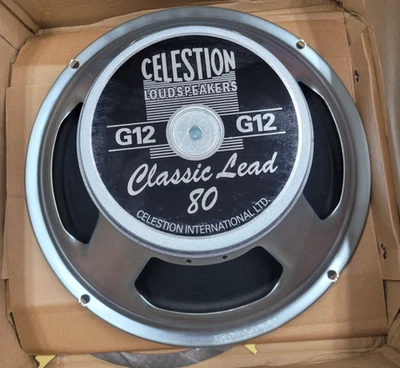 CELESTION
LOUDSPEAKERS
G12 G12
Classic Lead
80
CELESTION INTERNATIONAL LTD.